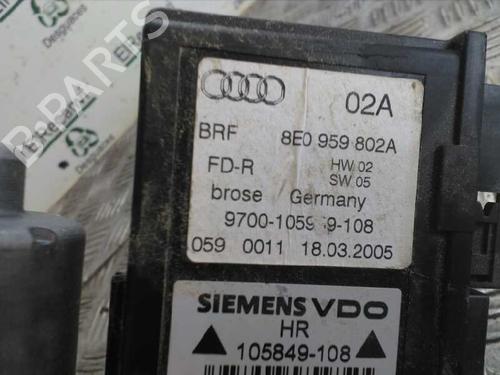 02A
BRF 8E0 959 802A
FD-R HW 02
SW 05
brose Germany
059 0011 18.03.2005
SIEMENS VDO
HR
105849-108
B-PARTS